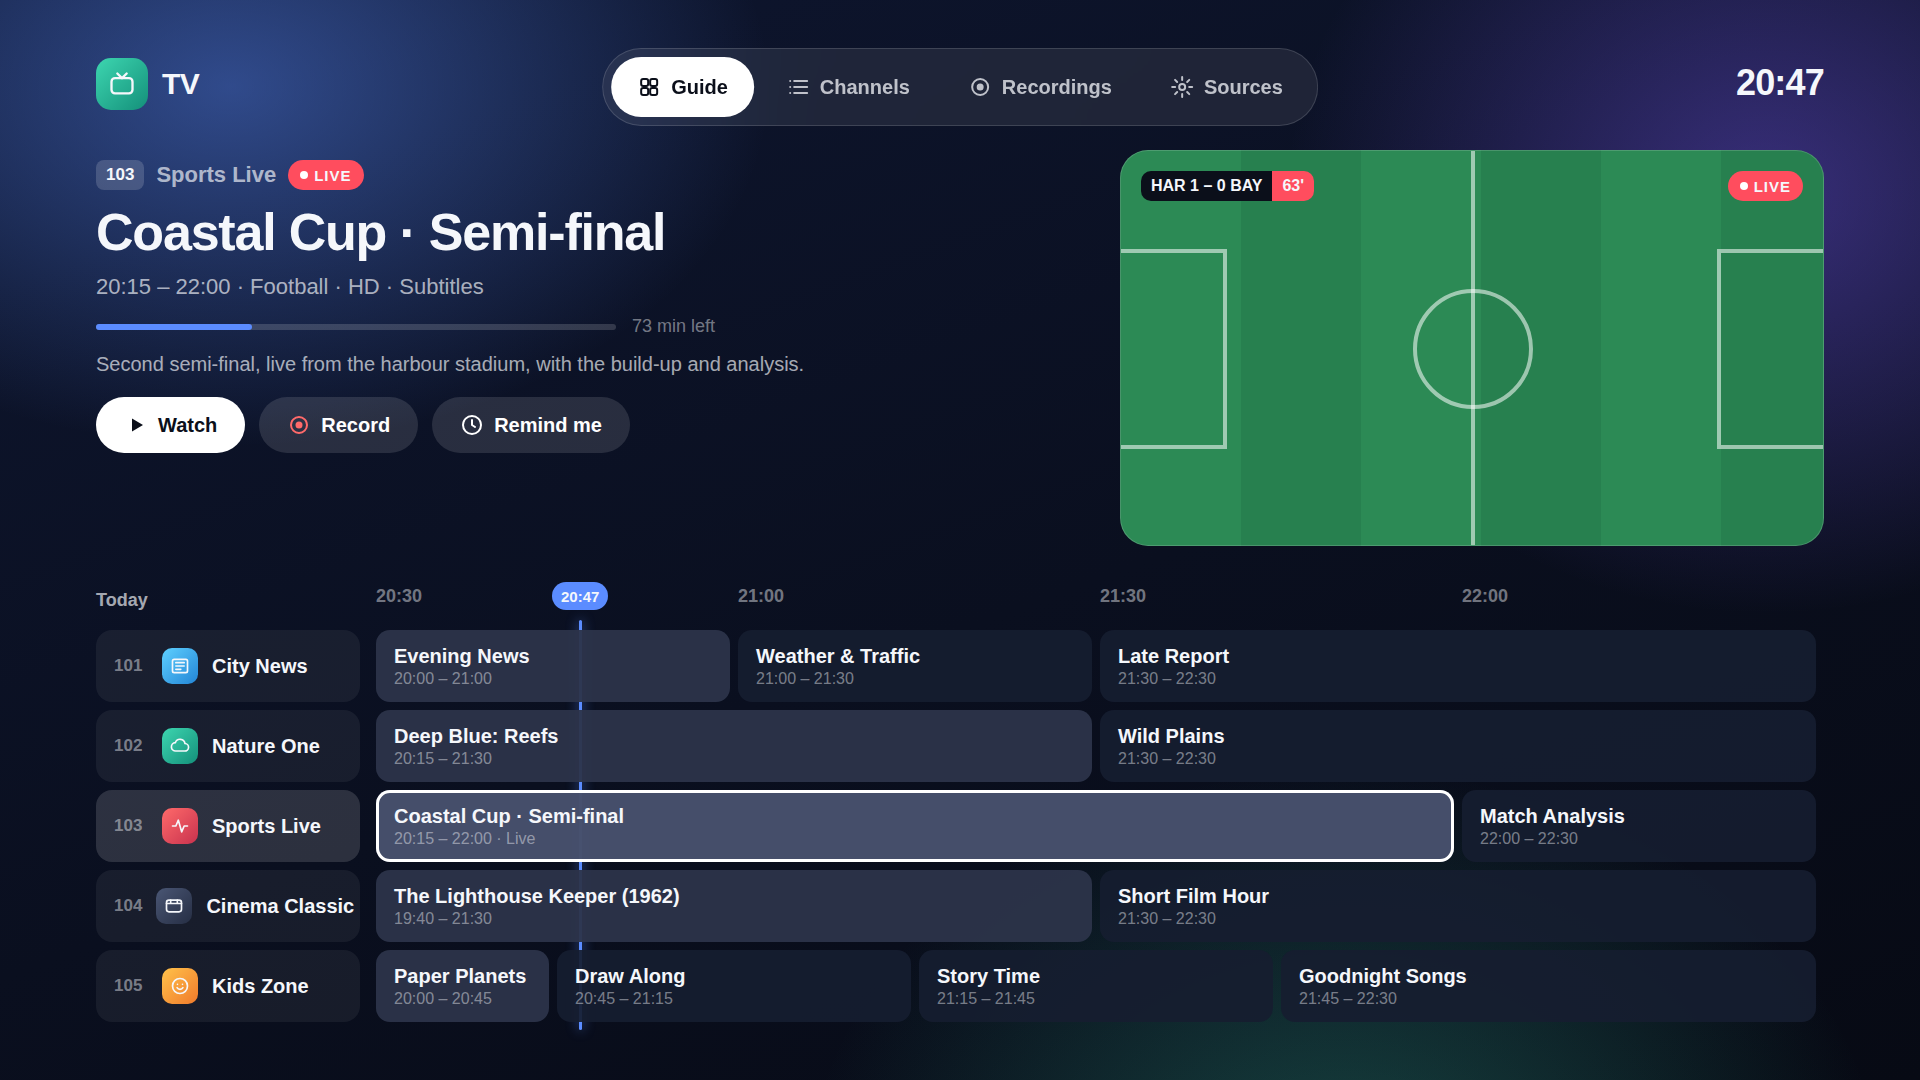 TV
Guide
Channels
Recordings
Sources
20:47
103 Sports Live LIVE
Coastal Cup · Semi-final
20:15 – 22:00 · Football · HD · Subtitles
73 min left
Second semi-final, live from the harbour stadium, with the build-up and analysis.
Watch
Record
Remind me
HAR 1 – 0 BAY 63'
LIVE
Today
20:30
20:47
21:00
21:30
22:00
101 City News
Evening News
20:00 – 21:00
Weather & Traffic
21:00 – 21:30
Late Report
21:30 – 22:30
102 Nature One
Deep Blue: Reefs
20:15 – 21:30
Wild Plains
21:30 – 22:30
103 Sports Live
Coastal Cup · Semi-final
20:15 – 22:00 · Live
Match Analysis
22:00 – 22:30
104 Cinema Classic
The Lighthouse Keeper (1962)
19:40 – 21:30
Short Film Hour
21:30 – 22:30
105 Kids Zone
Paper Planets
20:00 – 20:45
Draw Along
20:45 – 21:15
Story Time
21:15 – 21:45
Goodnight Songs
21:45 – 22:30